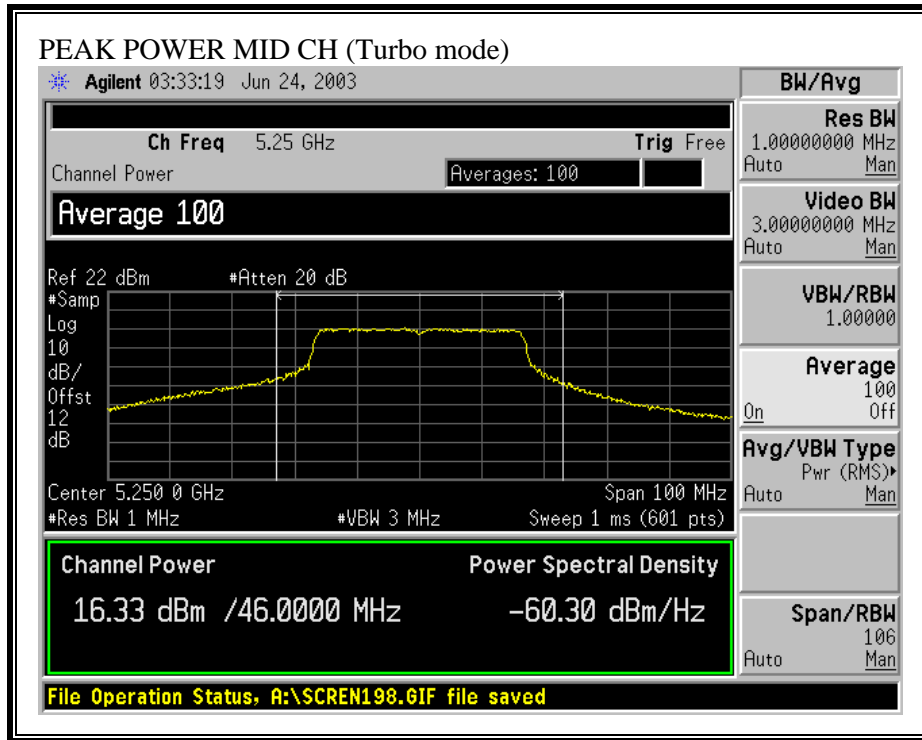 PEAK POWER MID CH (Turbo mode)
Agilent 03:33:19 Jun 24, 2003
BW/Avg
Ch Freq 5.25 GHz Trig Free
Channel Power Averages: 100
Average 100
Ref 22 dBm #Atten 20 dB
#Samp
Log
10
dB/
Offst
12
dB
Center 5.250 0 GHz Span 100 MHz
#Res BW 1 MHz #VBW 3 MHz Sweep 1 ms (601 pts)
Channel Power Power Spectral Density
16.33 dBm /46.0000 MHz -60.30 dBm/Hz
Res BW
1.00000000 MHz
Auto Man
Video BW
3.00000000 MHz
Auto Man
VBW/RBW
1.00000
Average
100
On Off
Avg/VBW Type
Pwr (RMS)▸
Auto Man
Span/RBW
106
Auto Man
File Operation Status, A:\SCREN198.GIF file saved